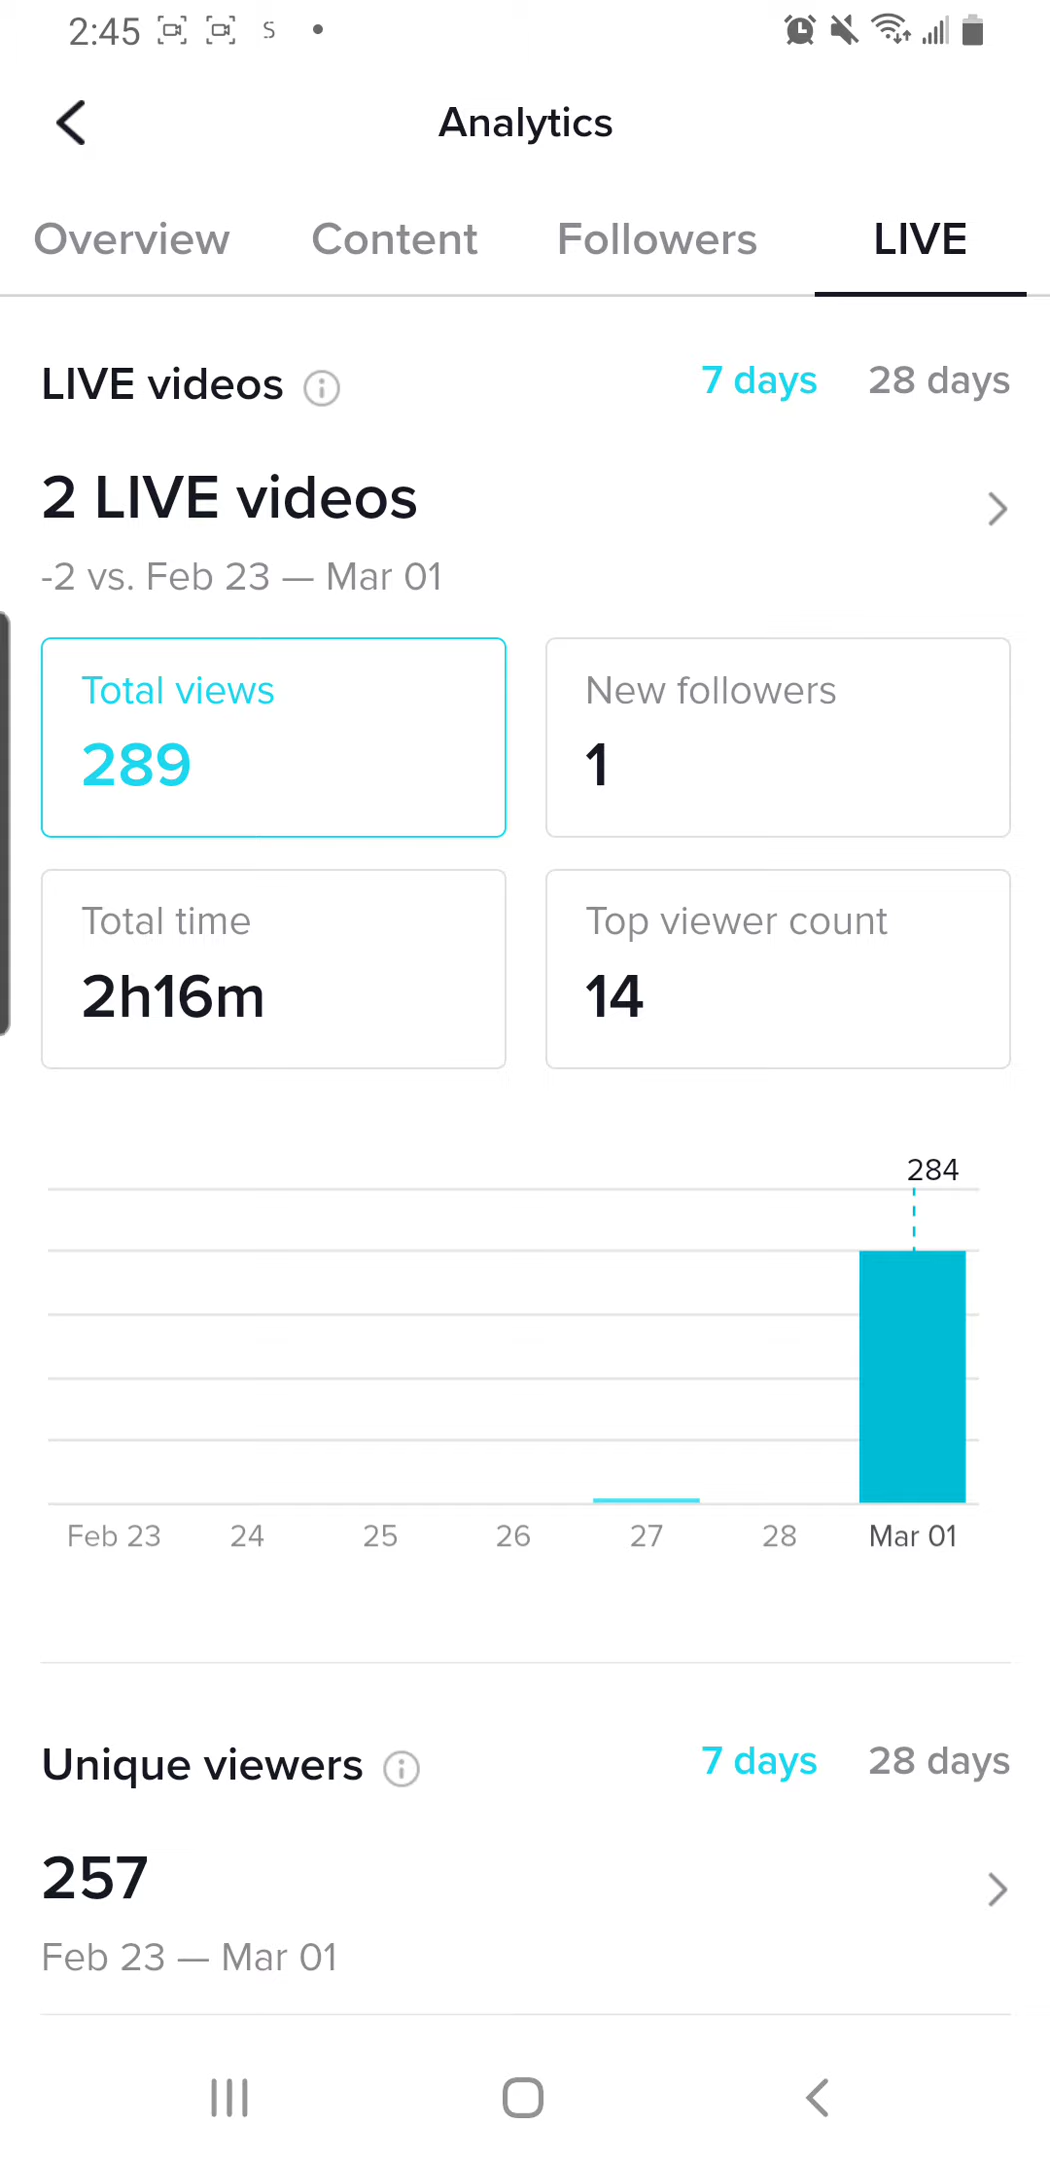 2:45 S
Analytics
Overview Content Followers LIVE
LIVE videos 7 days 28 days
2 LIVE videos
-2 vs. Feb 23 — Mar 01
Total views New followers
289 1
Total time Top viewer count
2h16m 14
284
Feb 23 24 25 26 27 28 Mar 01
Unique viewers 7 days 28 days
257
Feb 23 — Mar 01